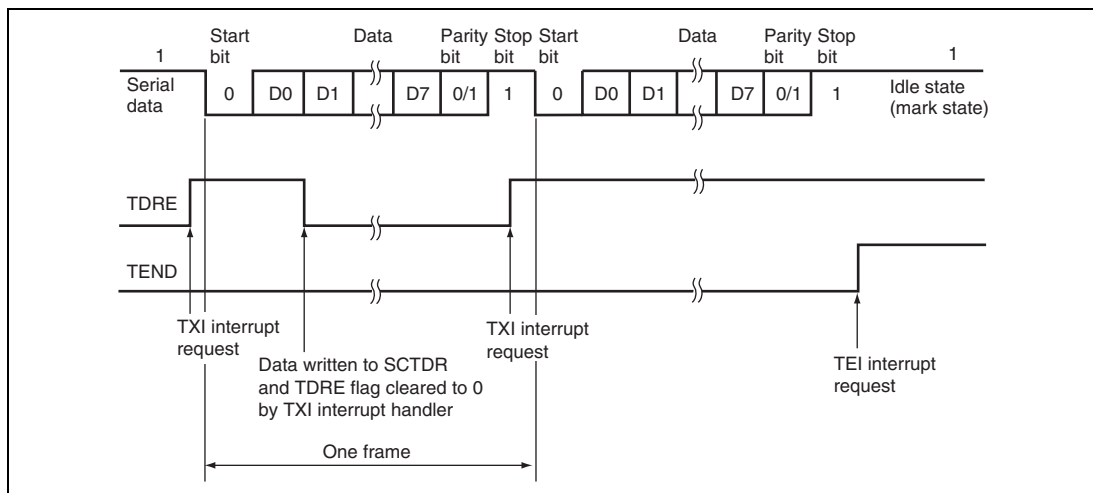 1 Start bit Data Parity bit Stop bit Start bit Data Parity bit Stop bit 1
Serial data 0 D0 D1 D7 0/1 1 0 D0 D1 D7 0/1 1 Idle state (mark state)
TDRE
TEND
TXI interrupt request
Data written to SCTDR
and TDRE flag cleared to 0
by TXI interrupt handler
TXI interrupt request
TEI interrupt request
One frame